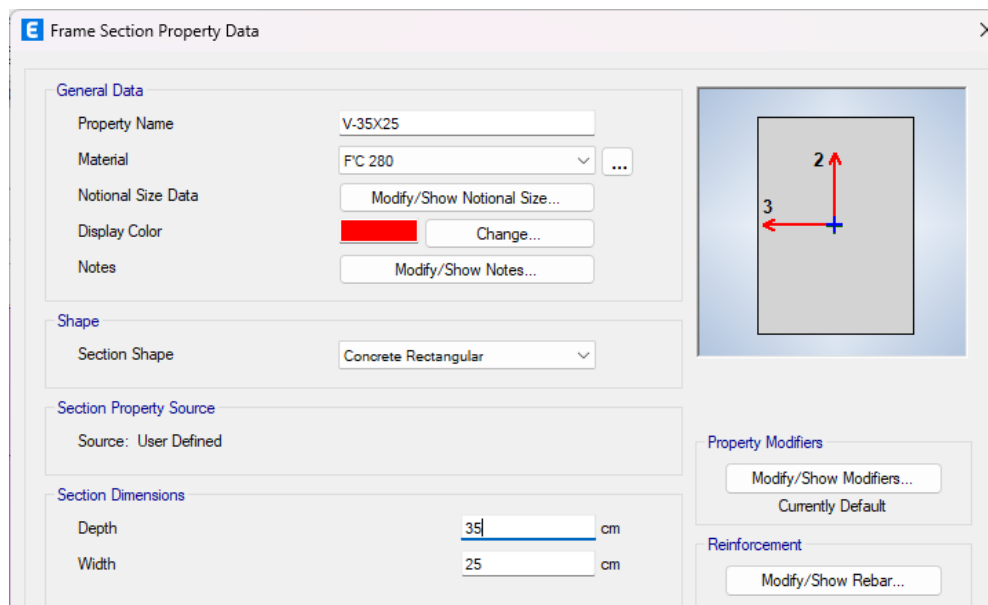 E Frame Section Property Data
General Data
Property Name V-35X25
Material F'C 280 ...
Notional Size Data Modify/Show Notional Size...
Display Color Change...
Notes Modify/Show Notes...
2
3
Shape
Section Shape Concrete Rectangular
Section Property Source
Source: User Defined
Property Modifiers
Modify/Show Modifiers...
Currently Default
Section Dimensions
Depth 35 cm
Width 25 cm
Reinforcement
Modify/Show Rebar...